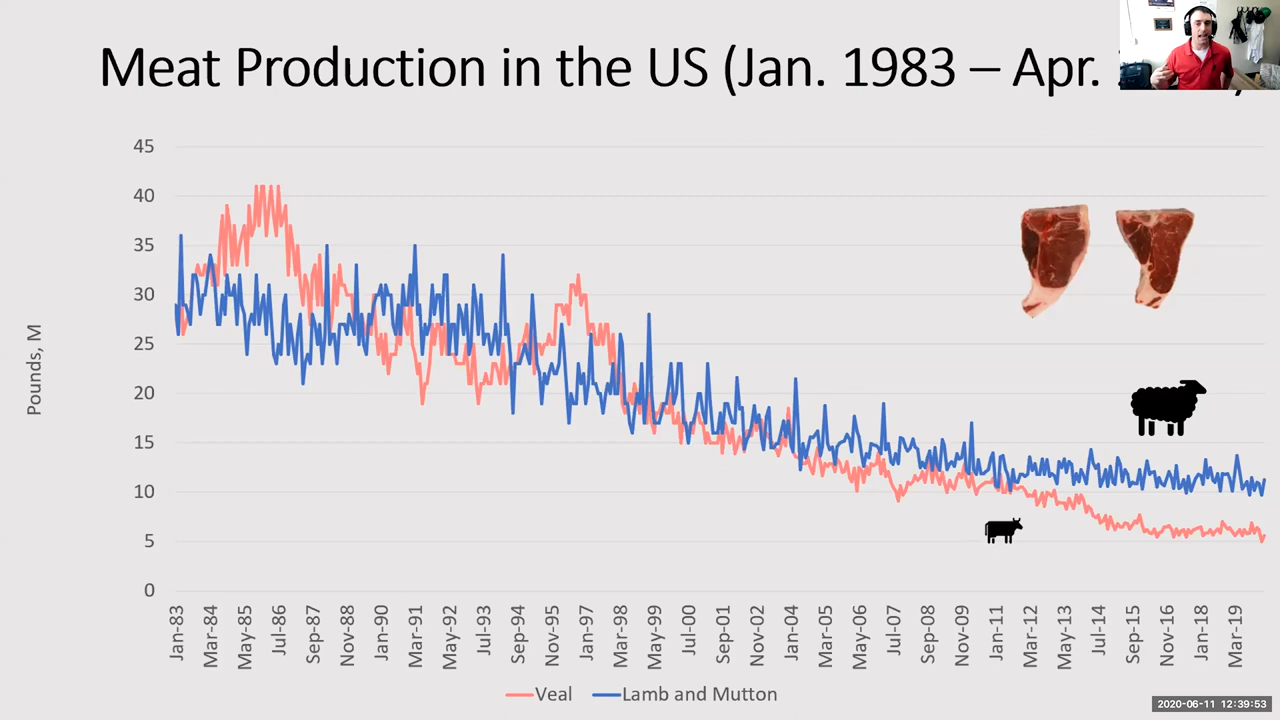 Meat Production in the US (Jan. 1983 – Apr.
45
40
35
30
25
20
15
10
5
0
Pounds, M
Jan-83 Mar-84 May-85 Jul-86 Sep-87 Nov-88 Jan-90 Mar-91 May-92 Jul-93 Sep-94 Nov-95 Jan-97 Mar-98 May-99 Jul-00 Sep-01 Nov-02 Jan-04 Mar-05 May-06 Jul-07 Sep-08 Nov-09 Jan-11 Mar-12 May-13 Jul-14 Sep-15 Nov-16 Jan-18 Mar-19
Veal Lamb and Mutton
2020-06-11 12:39:53